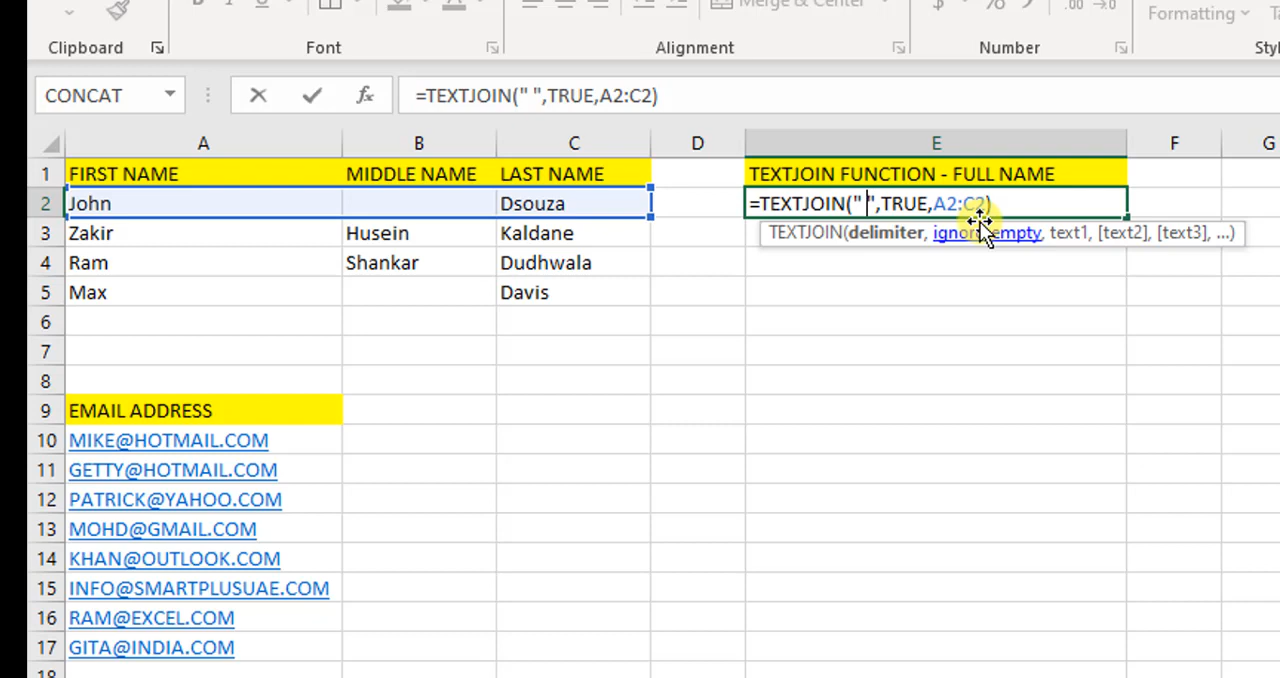 Merge & Center
$ %
Formatting
Clipboard Font Alignment Number
CONCAT fx =TEXTJOIN(" ",TRUE,A2:C2)
A B C D E F G
1 FIRST NAME MIDDLE NAME LAST NAME TEXTJOIN FUNCTION - FULL NAME
2 John Dsouza =TEXTJOIN(" ",TRUE,A2:C2)
TEXTJOIN(delimiter, ignore_empty, text1, [text2], [text3], ...)
3 Zakir Husein Kaldane
4 Ram Shankar Dudhwala
5 Max Davis
6
7
8
9 EMAIL ADDRESS
10 MIKE@HOTMAIL.COM
11 GETTY@HOTMAIL.COM
12 PATRICK@YAHOO.COM
13 MOHD@GMAIL.COM
14 KHAN@OUTLOOK.COM
15 INFO@SMARTPLUSUAE.COM
16 RAM@EXCEL.COM
17 GITA@INDIA.COM
18